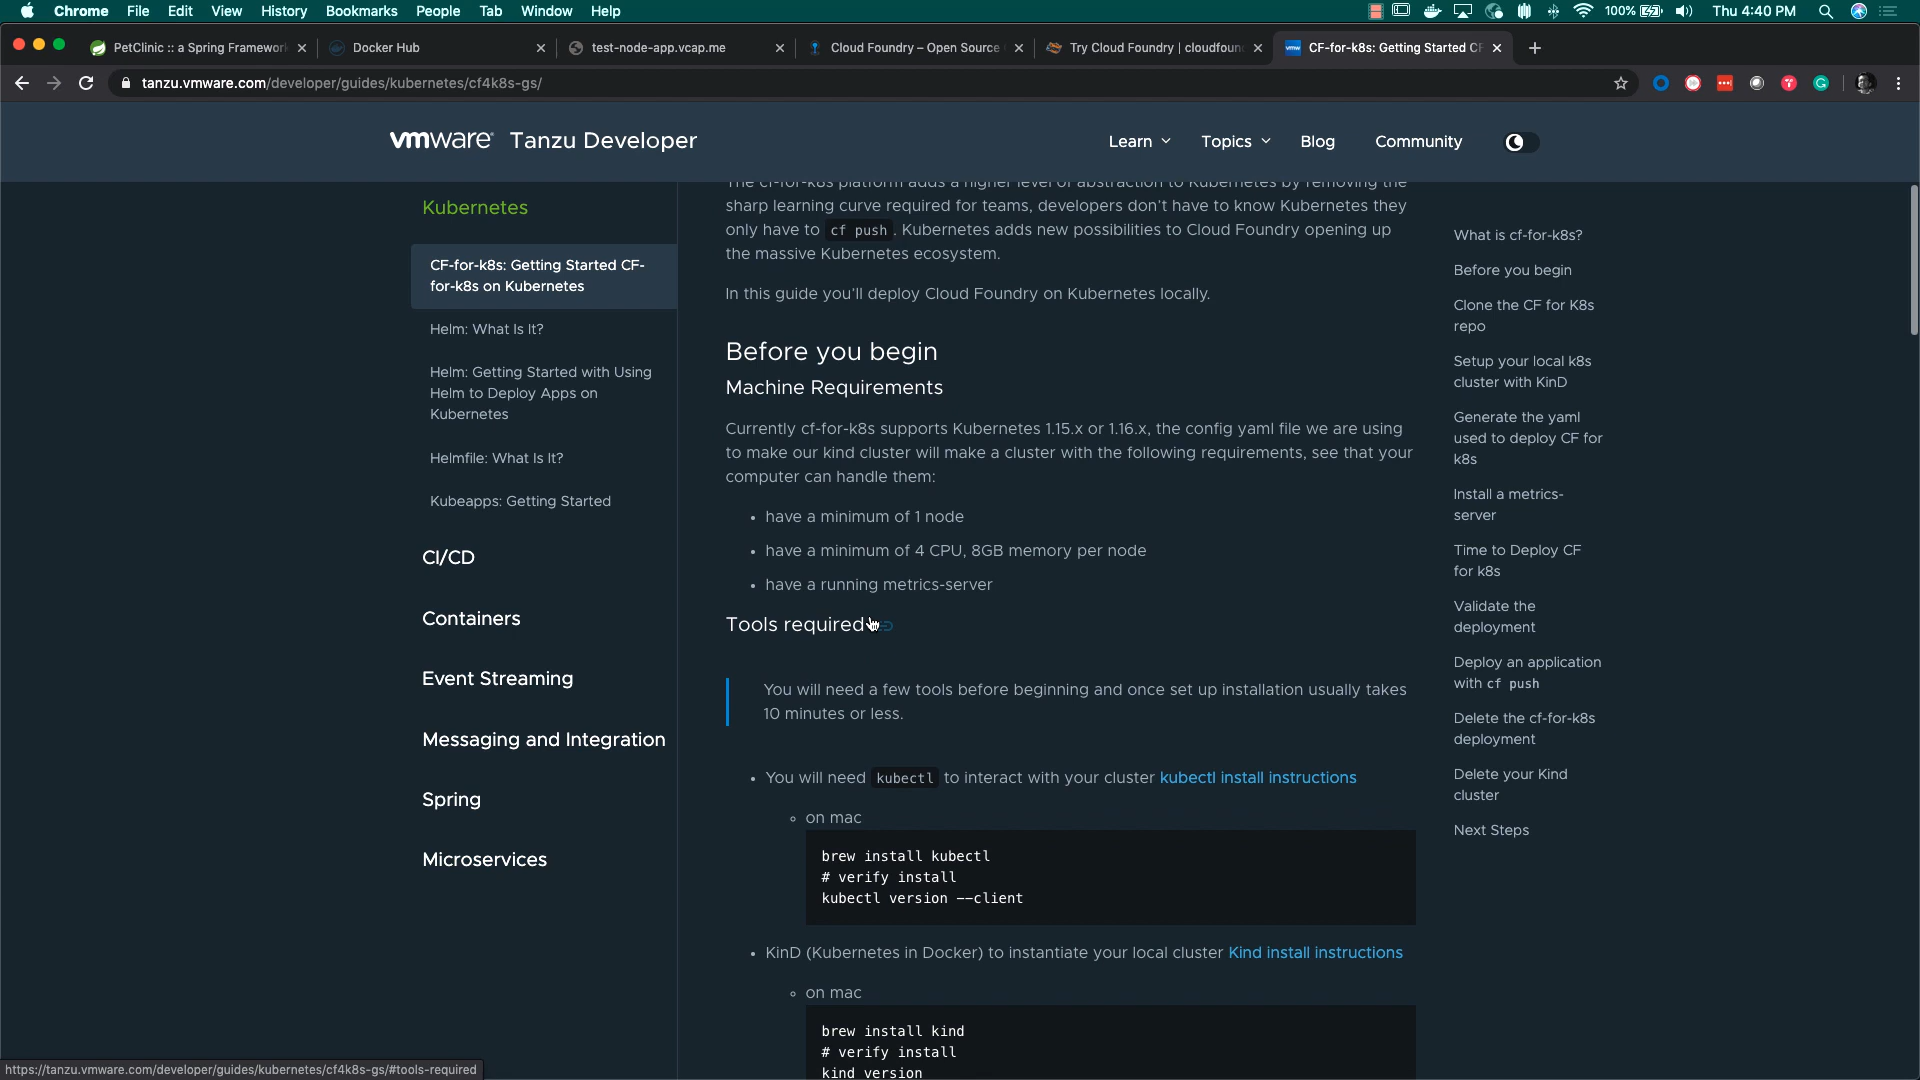 Chrome File Edit View History Bookmarks People Tab Window Help
100% Thu 4:40 PM
PetClinic :: a Spring Framework
Docker Hub
test-node-app.vcap.me
Cloud Foundry – Open Source
Try Cloud Foundry | cloudfoun
CF-for-k8s: Getting Started CF
tanzu.vmware.com/developer/guides/kubernetes/cf4k8s-gs/
vmware Tanzu Developer
Learn Topics Blog Community
Kubernetes
CF-for-k8s: Getting Started CF-
for-k8s on Kubernetes
Helm: What Is It?
Helm: Getting Started with Using
Helm to Deploy Apps on
Kubernetes
Helmfile: What Is It?
Kubeapps: Getting Started
CI/CD
Containers
Event Streaming
Messaging and Integration
Spring
Microservices
The cf-for-k8s platform adds a higher level of abstraction to Kubernetes by removing the
sharp learning curve required for teams, developers don't have to know Kubernetes they
only have to cf push. Kubernetes adds new possibilities to Cloud Foundry opening up
the massive Kubernetes ecosystem.
In this guide you'll deploy Cloud Foundry on Kubernetes locally.
Before you begin
Machine Requirements
Currently cf-for-k8s supports Kubernetes 1.15.x or 1.16.x, the config yaml file we are using
to make our kind cluster will make a cluster with the following requirements, see that your
computer can handle them:
• have a minimum of 1 node
• have a minimum of 4 CPU, 8GB memory per node
• have a running metrics-server
Tools required
You will need a few tools before beginning and once set up installation usually takes
10 minutes or less.
• You will need kubectl to interact with your cluster kubectl install instructions
◦ on mac
brew install kubectl
# verify install
kubectl version --client
• KinD (Kubernetes in Docker) to instantiate your local cluster Kind install instructions
◦ on mac
brew install kind
# verify install
kind version
What is cf-for-k8s?
Before you begin
Clone the CF for K8s
repo
Setup your local k8s
cluster with KinD
Generate the yaml
used to deploy CF for
k8s
Install a metrics-
server
Time to Deploy CF
for k8s
Validate the
deployment
Deploy an application
with cf push
Delete the cf-for-k8s
deployment
Delete your Kind
cluster
Next Steps
https://tanzu.vmware.com/developer/guides/kubernetes/cf4k8s-gs/#tools-required